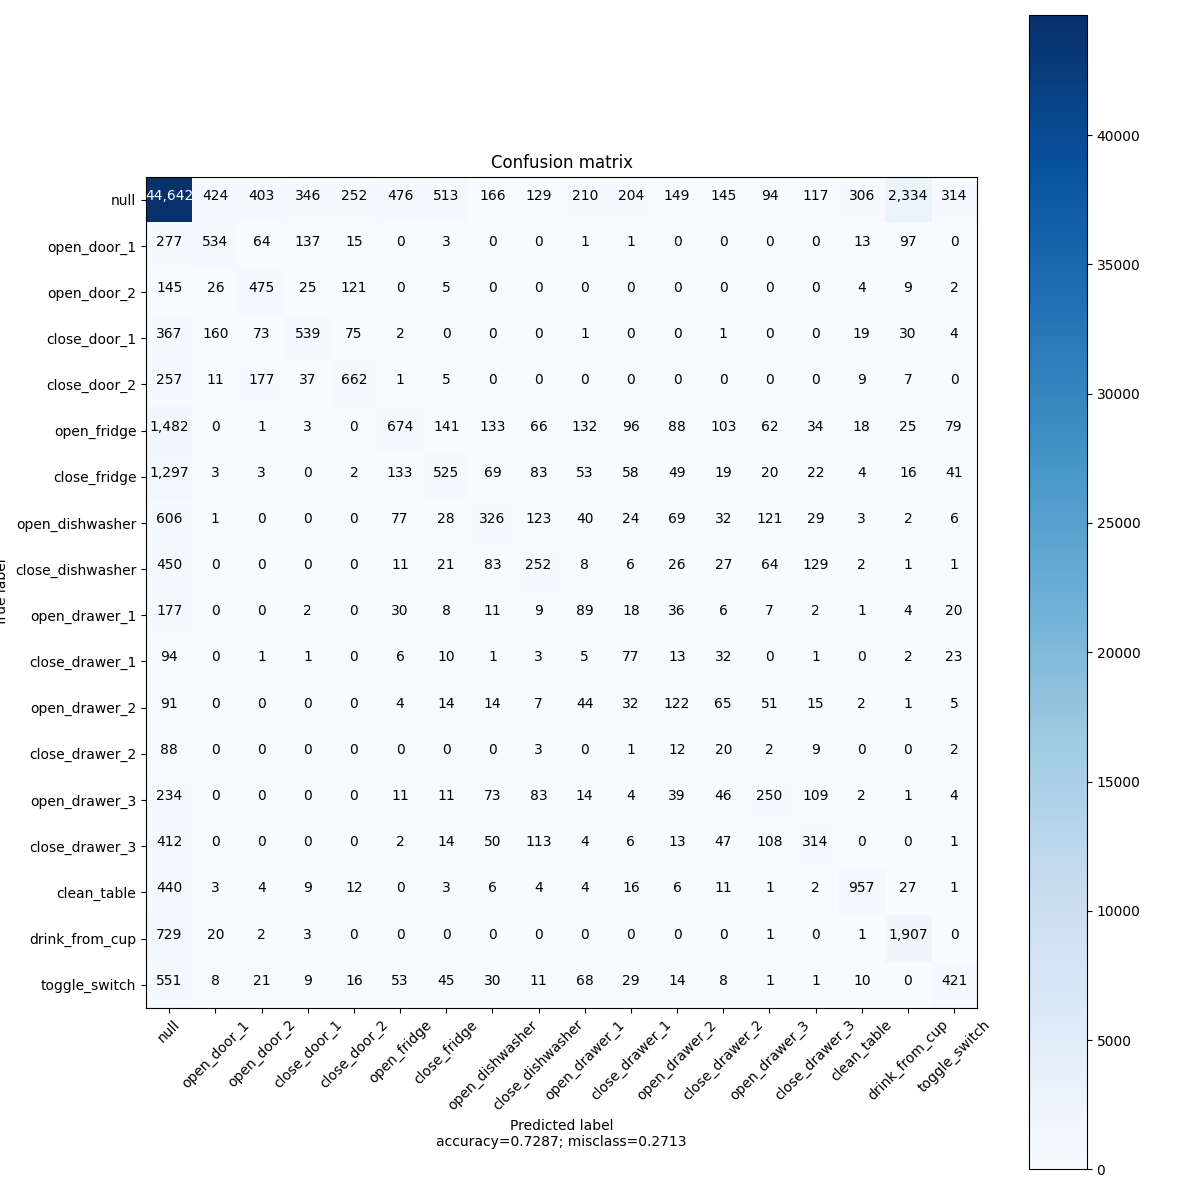 Confusion matrix
null 44,642 424 403 346 252 476 513 166 129 210 204 149 145 94 117 306 2,334 314
open_door_1 277 534 64 137 15 0 3 0 0 1 1 0 0 0 0 13 97 0
open_door_2 145 26 475 25 121 0 5 0 0 0 0 0 0 0 0 4 9 2
close_door_1 367 160 73 539 75 2 0 0 0 1 0 0 1 0 0 19 30 4
close_door_2 257 11 177 37 662 1 5 0 0 0 0 0 0 0 0 9 7 0
open_fridge 1,482 0 1 3 0 674 141 133 66 132 96 88 103 62 34 18 25 79
close_fridge 1,297 3 3 0 2 133 525 69 83 53 58 49 19 20 22 4 16 41
open_dishwasher 606 1 0 0 0 77 28 326 123 40 24 69 32 121 29 3 2 6
close_dishwasher 450 0 0 0 0 11 21 83 252 8 6 26 27 64 129 2 1 1
open_drawer_1 177 0 0 2 0 30 8 11 9 89 18 36 6 7 2 1 4 20
close_drawer_1 94 0 1 1 0 6 10 1 3 5 77 13 32 0 1 0 2 23
open_drawer_2 91 0 0 0 0 4 14 14 7 44 32 122 65 51 15 2 1 5
close_drawer_2 88 0 0 0 0 0 0 0 3 0 1 12 20 2 9 0 0 2
open_drawer_3 234 0 0 0 0 11 11 73 83 14 4 39 46 250 109 2 1 4
close_drawer_3 412 0 0 0 0 2 14 50 113 4 6 13 47 108 314 0 0 1
clean_table 440 3 4 9 12 0 3 6 4 4 16 6 11 1 2 957 27 1
drink_from_cup 729 20 2 3 0 0 0 0 0 0 0 0 0 1 0 1 1,907 0
toggle_switch 551 8 21 9 16 53 45 30 11 68 29 14 8 1 1 10 0 421
null open_door_1 open_door_2 close_door_1 close_door_2 open_fridge close_fridge open_dishwasher close_dishwasher open_drawer_1 close_drawer_1 open_drawer_2 close_drawer_2 open_drawer_3 close_drawer_3 clean_table drink_from_cup toggle_switch
Predicted label
accuracy=0.7287; misclass=0.2713
40000
35000
30000
25000
20000
15000
10000
5000
0